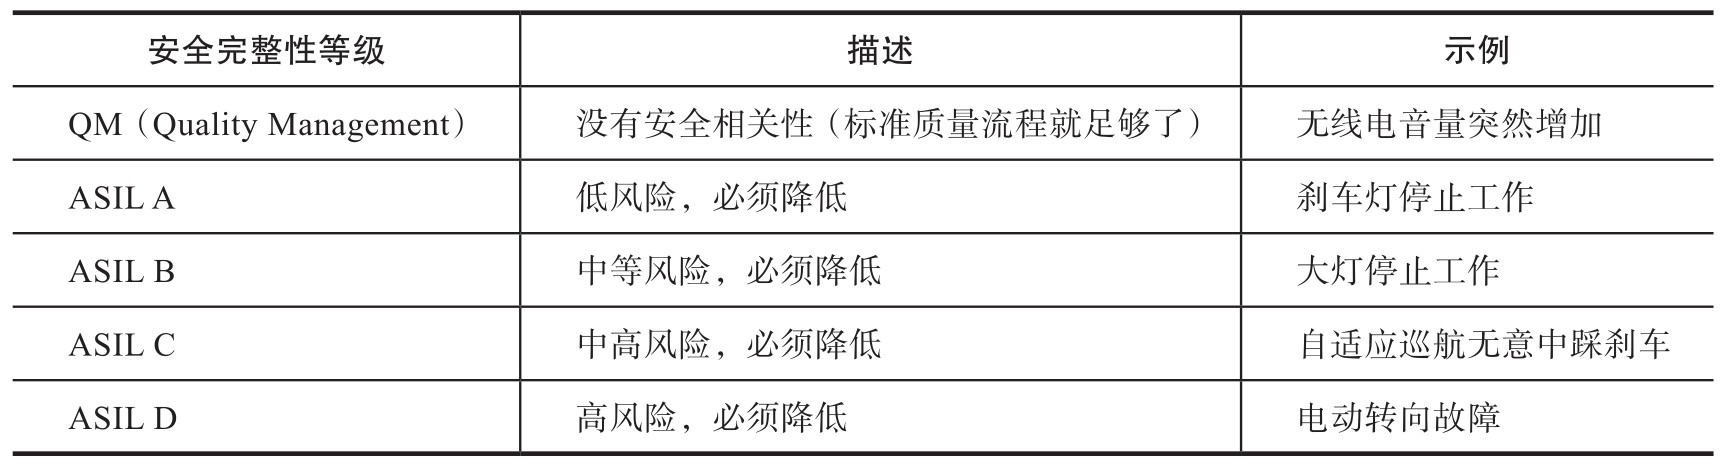 安全完整性等级 描述 示例
QM（Quality Management） 没有安全相关性（标准质量流程就足够了） 无线电音量突然增加
ASIL A 低风险，必须降低 刹车灯停止工作
ASIL B 中等风险，必须降低 大灯停止工作
ASIL C 中高风险，必须降低 自适应巡航无意中踩刹车
ASIL D 高风险，必须降低 电动转向故障